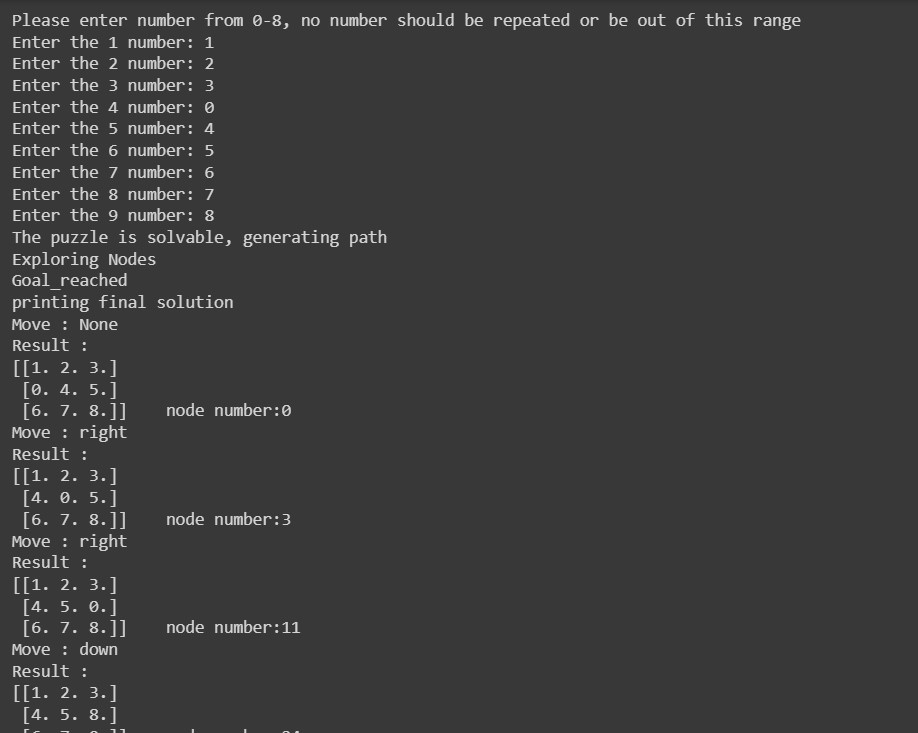 Please enter number from 0-8, no number should be repeated or be out of this range
Enter the 1 number: 1
Enter the 2 number: 2
Enter the 3 number: 3
Enter the 4 number: 0
Enter the 5 number: 4
Enter the 6 number: 5
Enter the 7 number: 6
Enter the 8 number: 7
Enter the 9 number: 8
The puzzle is solvable, generating path
Exploring Nodes
Goal_reached
printing final solution
Move : None
Result :
[[1. 2. 3.]
 [0. 4. 5.]
 [6. 7. 8.]]    node number:0
Move : right
Result :
[[1. 2. 3.]
 [4. 0. 5.]
 [6. 7. 8.]]    node number:3
Move : right
Result :
[[1. 2. 3.]
 [4. 5. 0.]
 [6. 7. 8.]]    node number:11
Move : down
Result :
[[1. 2. 3.]
 [4. 5. 8.]